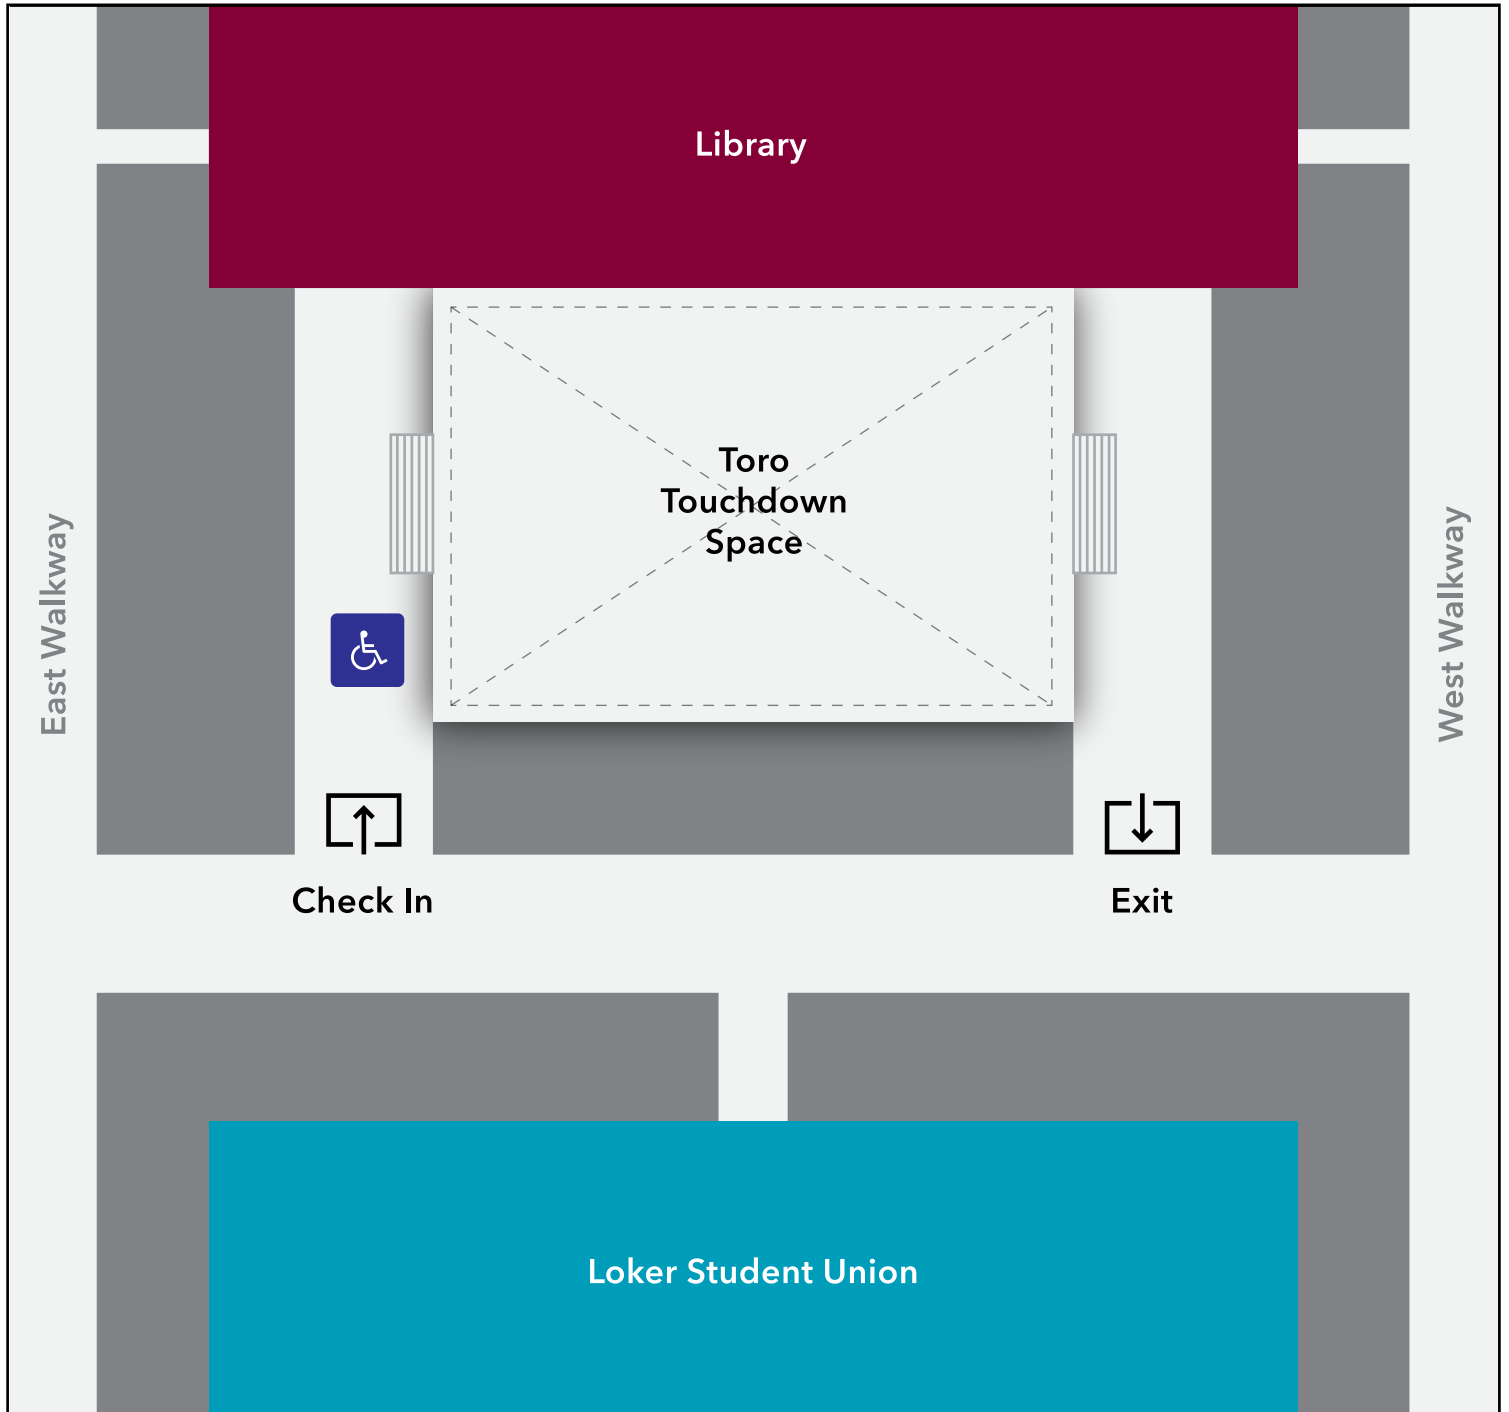 Library
Toro
Touchdown
Space
East Walkway
West Walkway
Check In
Exit
Loker Student Union